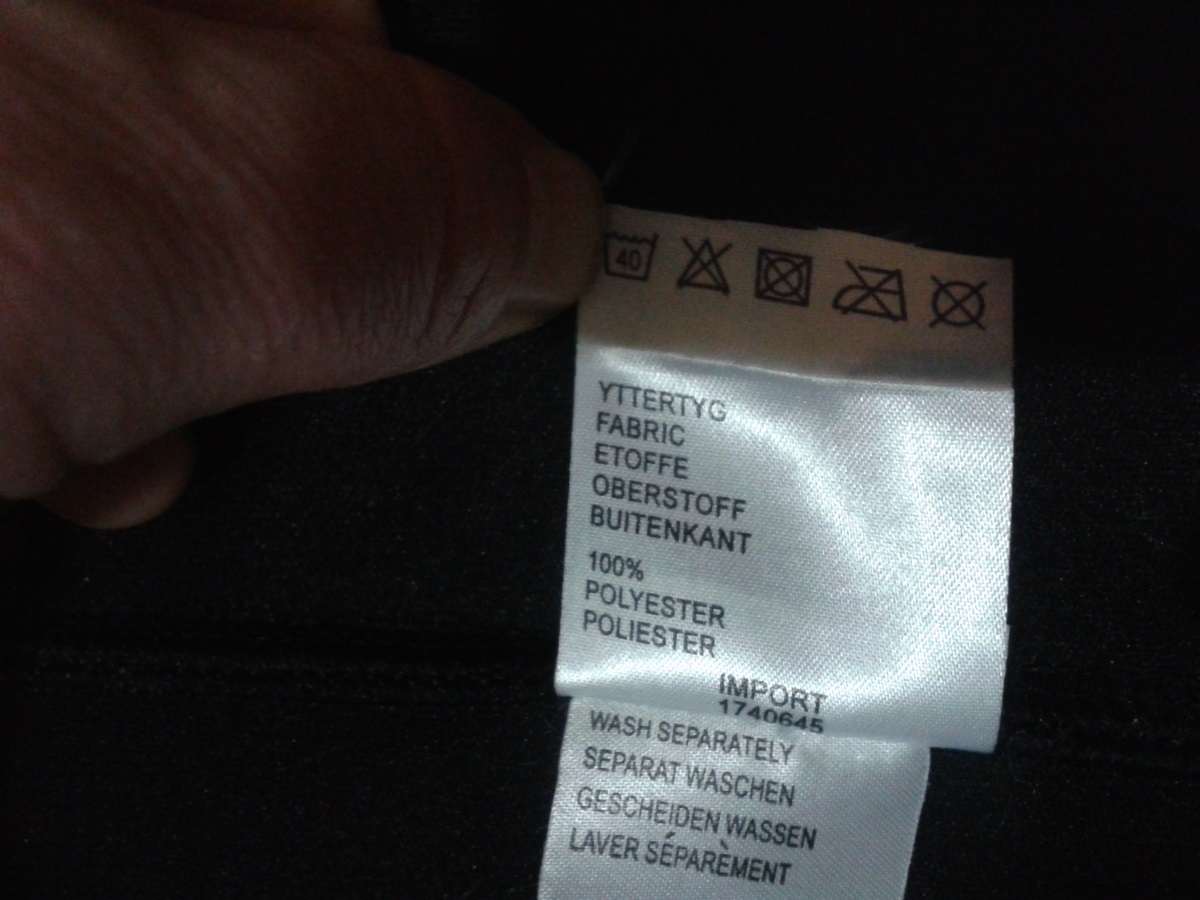 40
YTTERTYG
FABRIC
ETOFFE
OBERSTOFF
BUITENKANT
100%
POLYESTER
POLIESTER
IMPORT
1740645
WASH SEPARATELY
SEPARAT WASCHEN
GESCHEIDEN WASSEN
LAVER SÉPARÈMENT